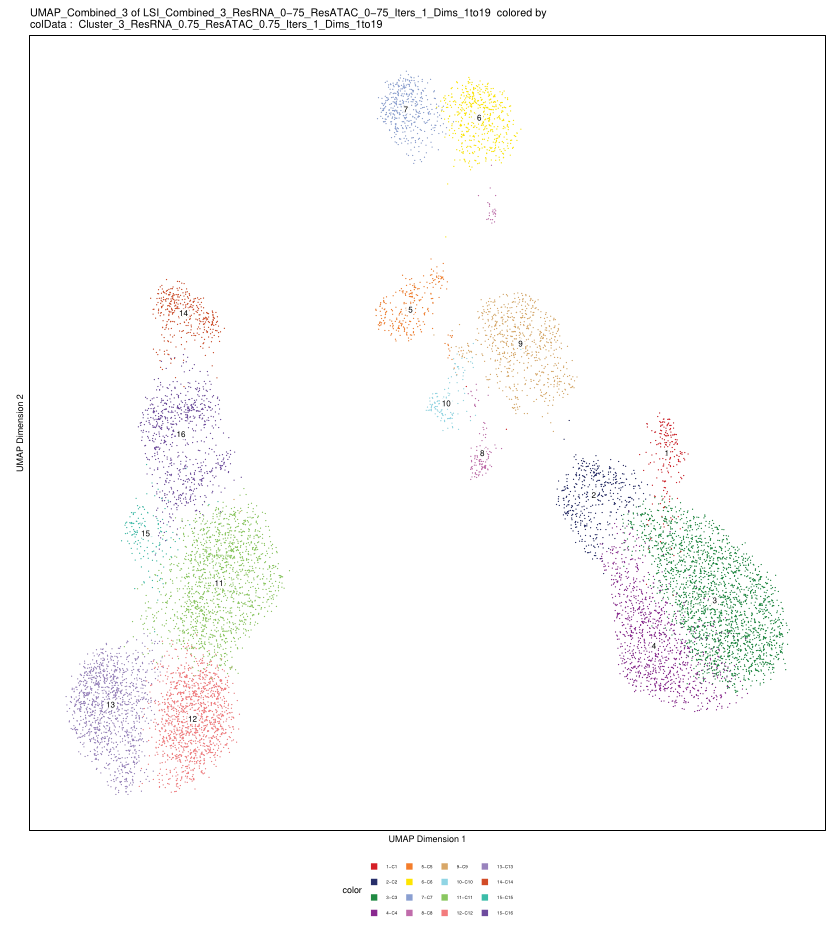 UMAP_Combined_3 of LSI_Combined_3_ResRNA_0−75_ResATAC_0−75_Iters_1_Dims_1to19 colored by
colData : Cluster_3_ResRNA_0.75_ResATAC_0.75_Iters_1_Dims_1to19
7
6
14
5
9
10
16
1
8
2
15
11
3
4
13
12
UMAP Dimension 2
UMAP Dimension 1
color
1−C1 5−C5 9−C9 13−C13
2−C2 6−C6 10−C10 14−C14
3−C3 7−C7 11−C11 15−C15
4−C4 8−C8 12−C12 16−C16